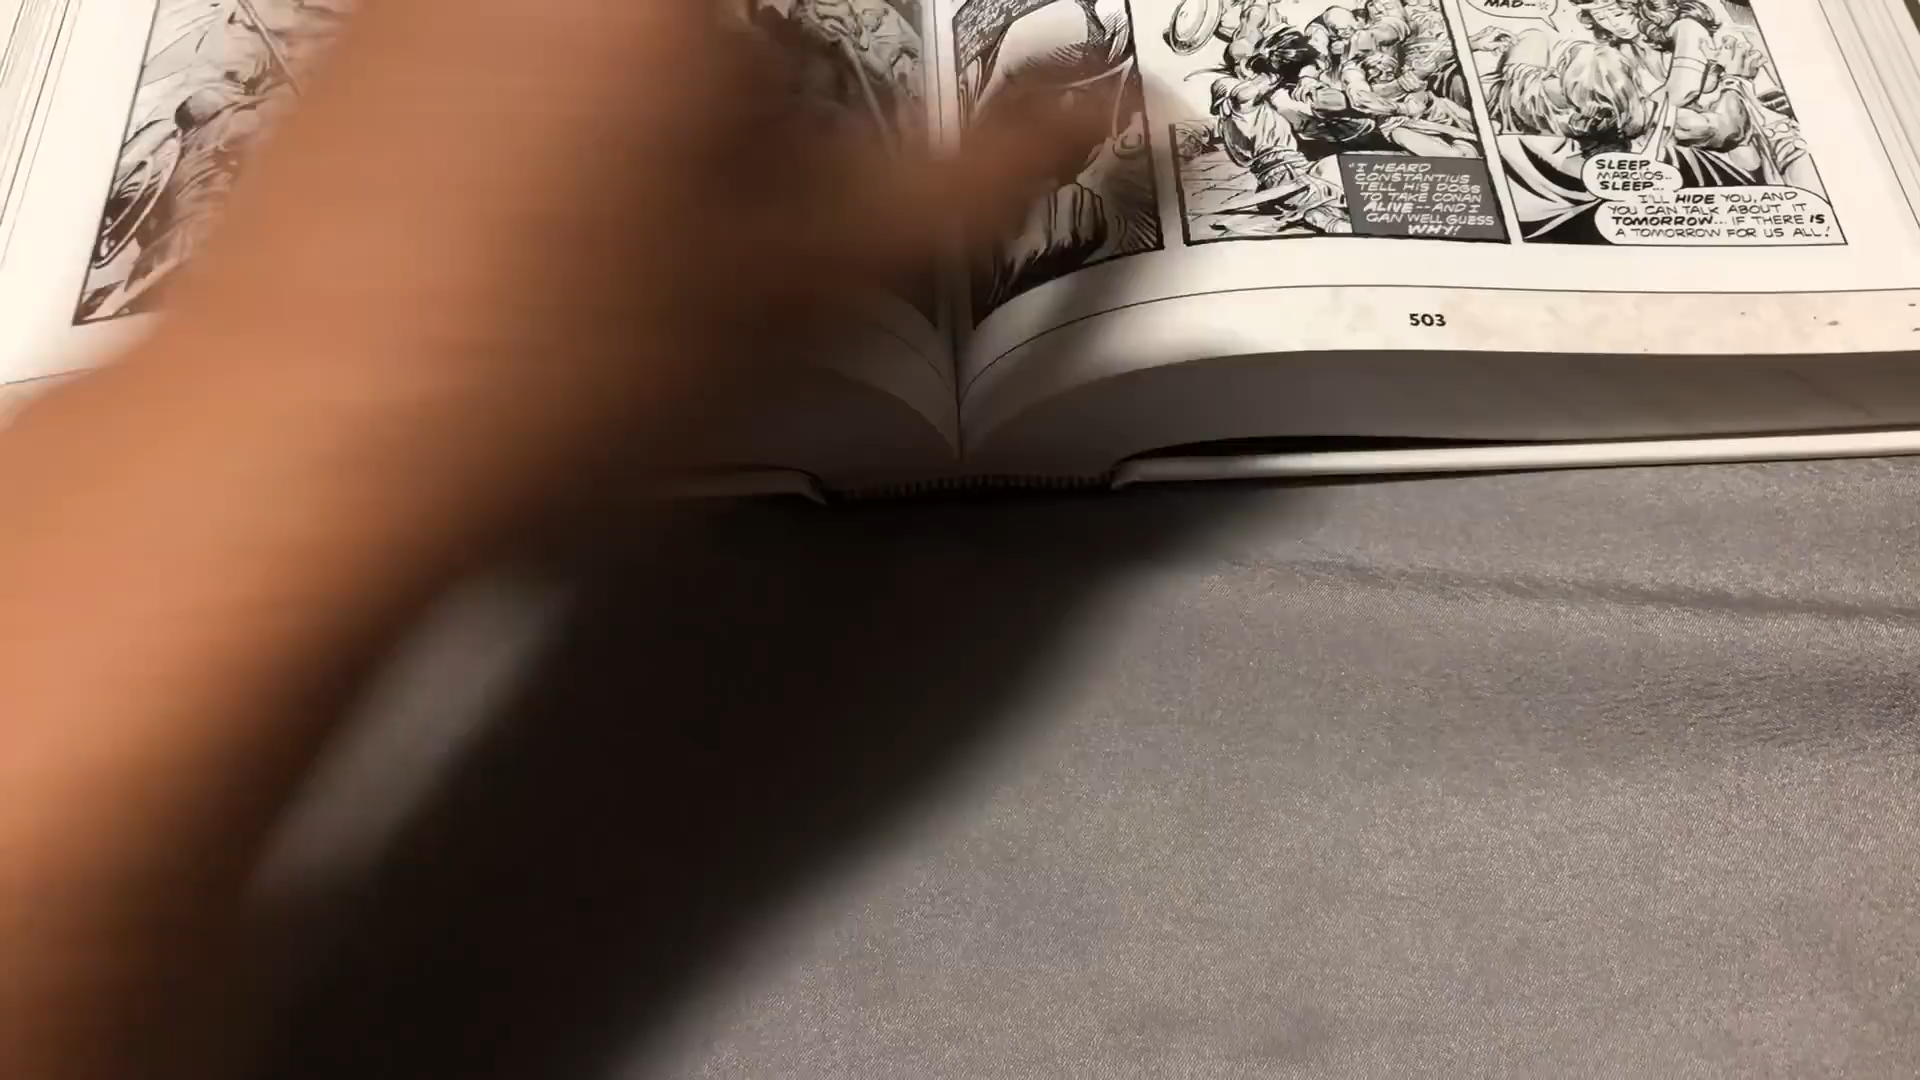 MAD...
"I HEARD
CONSTANTIUS
TELL HIS DOGS
TO TAKE CONAN
ALIVE--AND I
CAN WELL GUESS
WHY!
SLEEP,
MARCIOS..
SLEEP...
I'LL HIDE YOU, AND
YOU CAN TALK ABOUT IT
TOMORROW... IF THERE IS
A TOMORROW FOR US ALL!
503